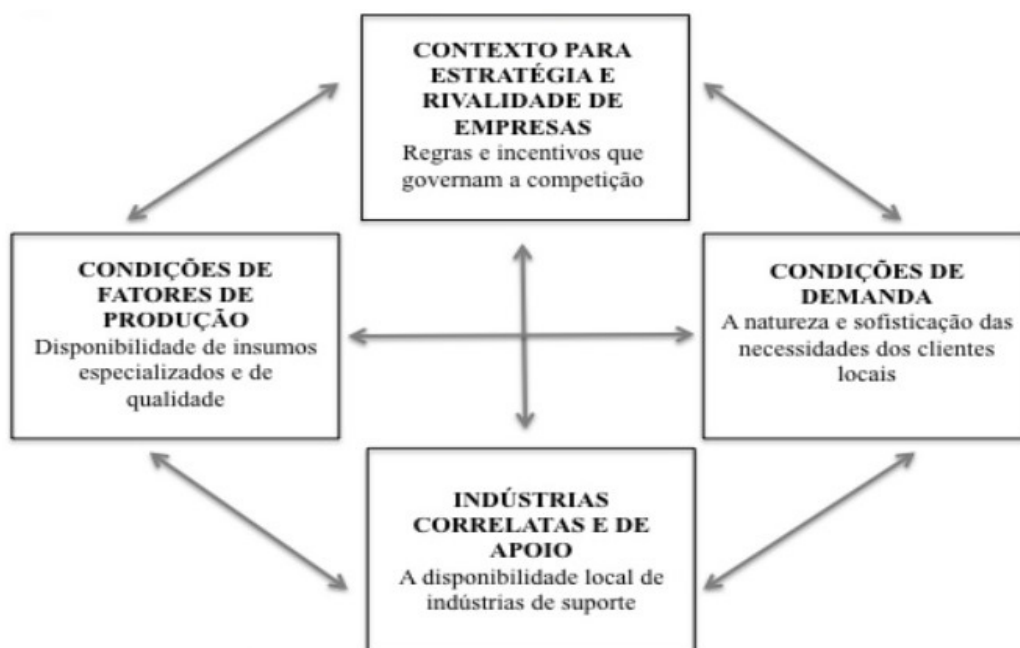 CONTEXTO PARA
ESTRATÉGIA E
RIVALIDADE DE
EMPRESAS
Regras e incentivos que
governam a competição
CONDIÇÕES DE
FATORES DE
PRODUÇÃO
Disponibilidade de insumos
especializados e de
qualidade
CONDIÇÕES DE
DEMANDA
A natureza e sofisticação das
necessidades dos clientes
locais
INDÚSTRIAS
CORRELATAS E DE
APOIO
A disponibilidade local de
indústrias de suporte